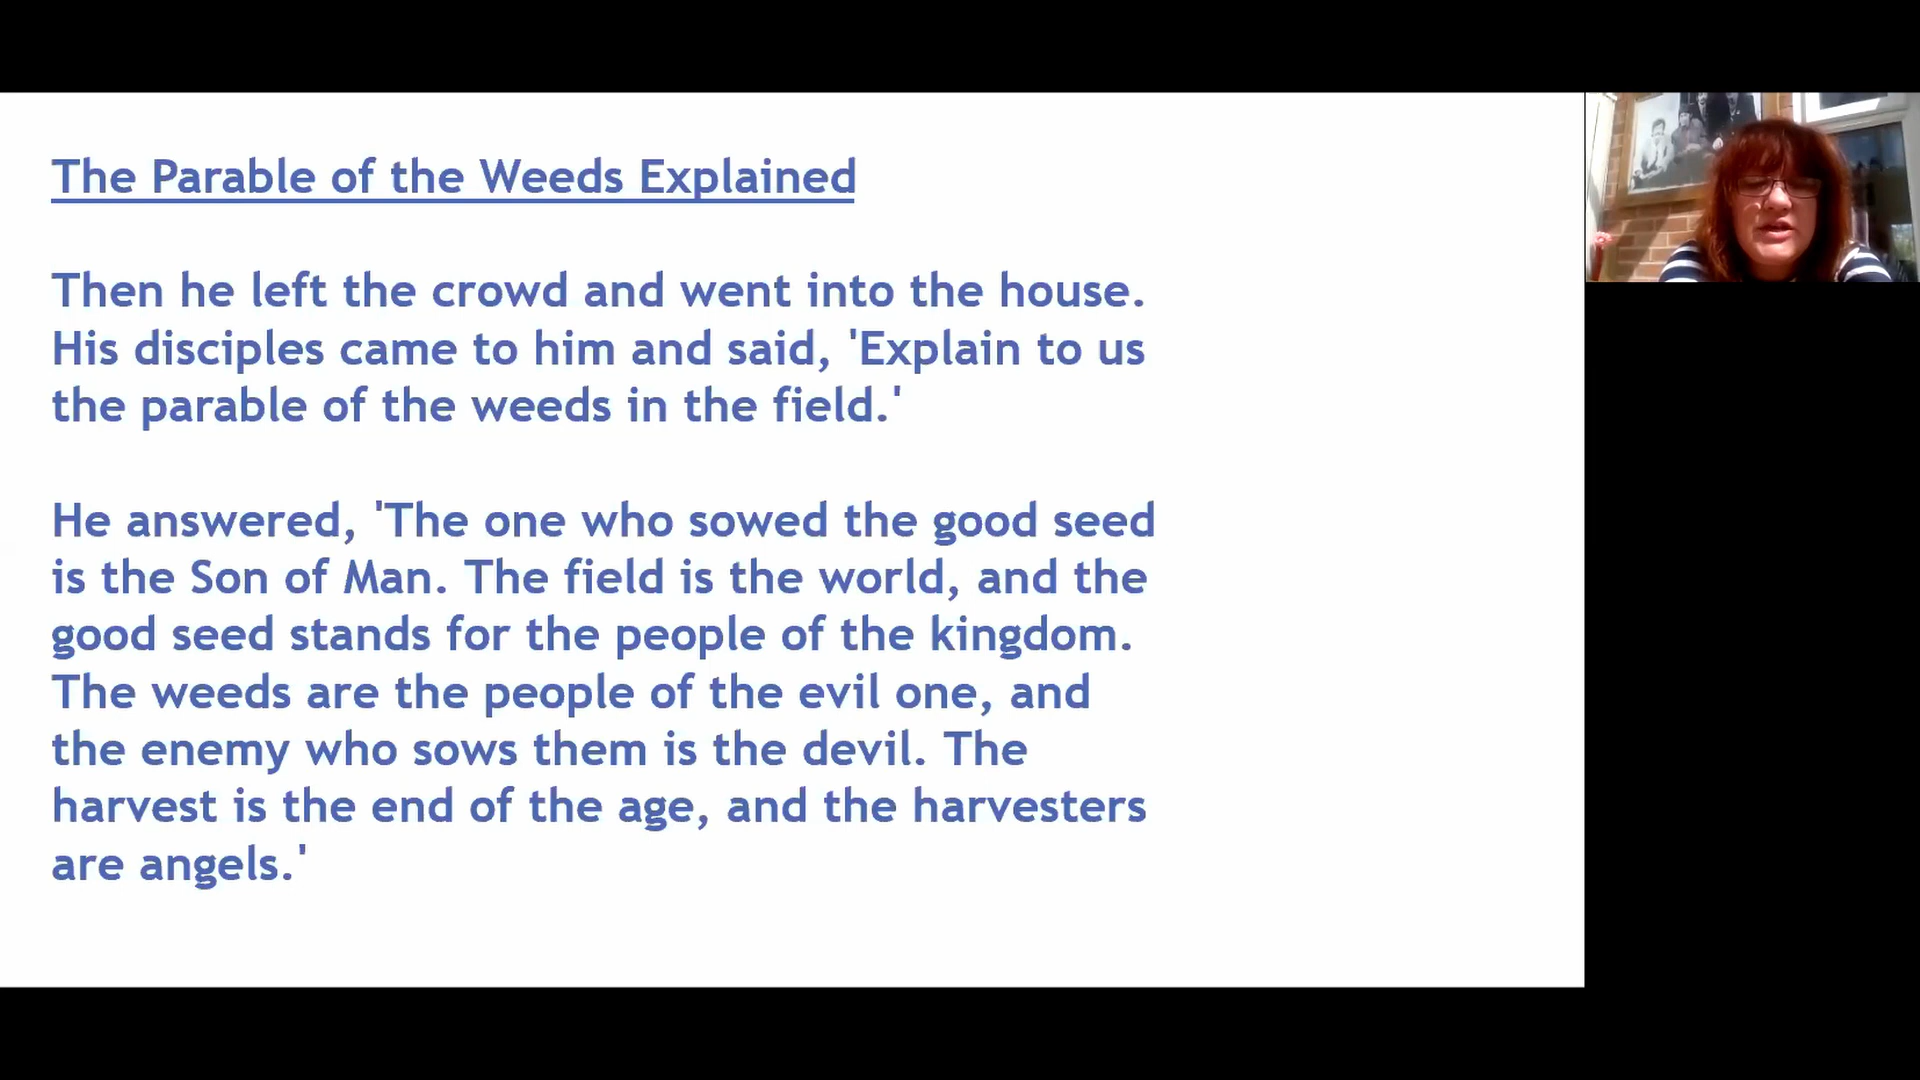 The Parable of the Weeds Explained
Then he left the crowd and went into the house.
His disciples came to him and said, 'Explain to us
the parable of the weeds in the field.'
He answered, 'The one who sowed the good seed
is the Son of Man. The field is the world, and the
good seed stands for the people of the kingdom.
The weeds are the people of the evil one, and
the enemy who sows them is the devil. The
harvest is the end of the age, and the harvesters
are angels.'